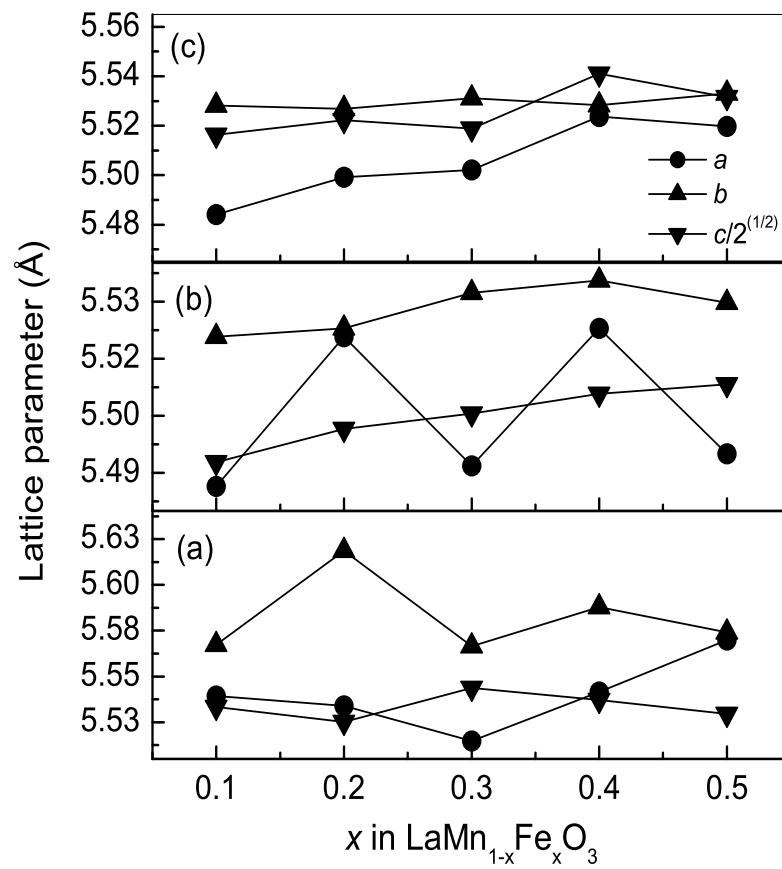 (c)
5.56
5.54
5.52
5.50
5.48
a
b
c/2^(1/2)
Lattice parameter (Å)
(b)
5.53
5.52
5.50
5.49
(a)
5.63
5.60
5.58
5.55
5.53
0.1 0.2 0.3 0.4 0.5
x in LaMn₁₋ₓFeₓO₃